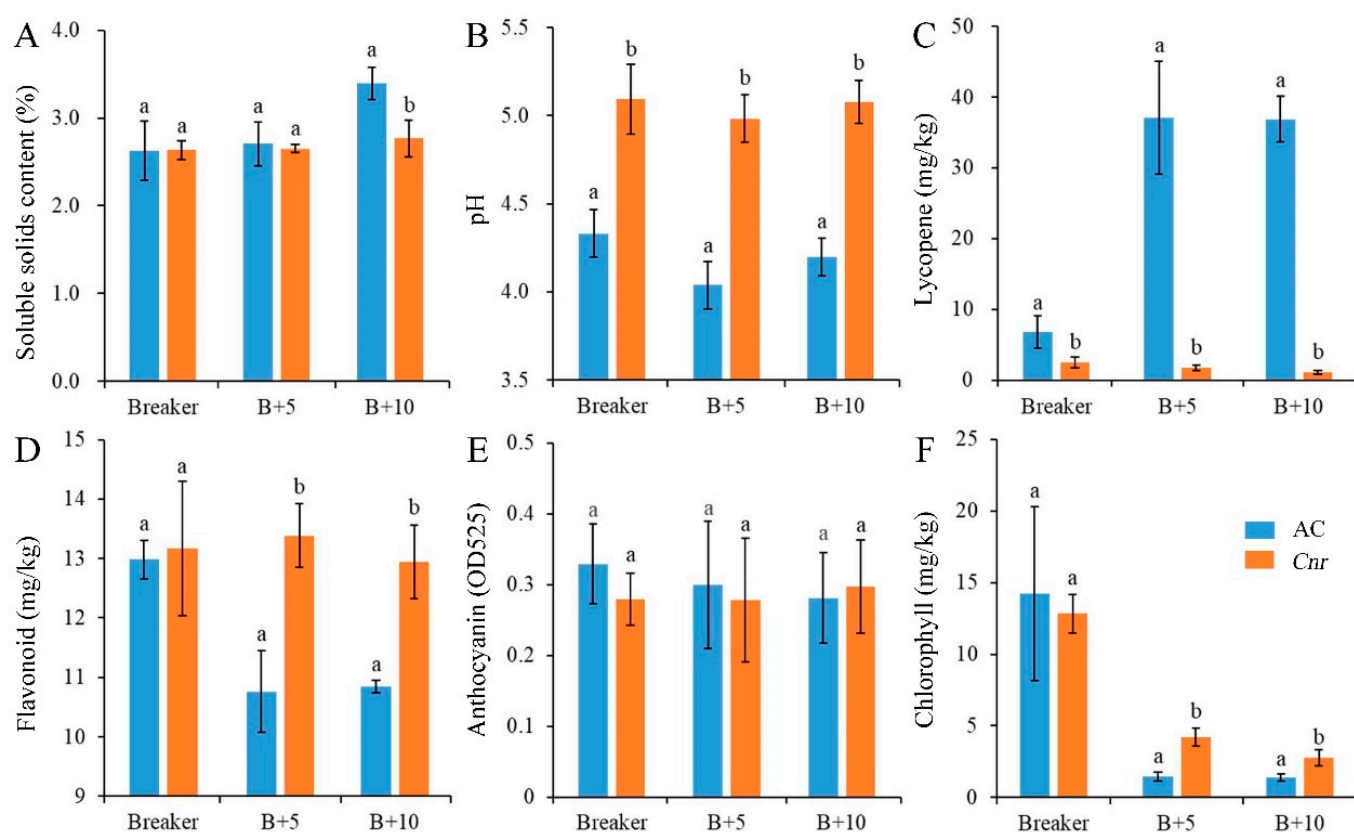 A
Soluble solids content (%)
4.0
3.0
2.0
1.0
0.0
a a a a a b
Breaker B+5 B+10
B
pH
5.5
5.0
4.5
4.0
3.5
a b a b a b
Breaker B+5 B+10
C
Lycopene (mg/kg)
50
40
30
20
10
0
a b a b a b
Breaker B+5 B+10
D
Flavonoid (mg/kg)
15
14
13
12
11
10
9
a a a b a b
Breaker B+5 B+10
E
Anthocyanin (OD525)
0.5
0.4
0.3
0.2
0.1
0
a a a a a a
Breaker B+5 B+10
F
Chlorophyll (mg/kg)
25
20
15
10
5
0
a a a b a b
AC
Cnr
Breaker B+5 B+10